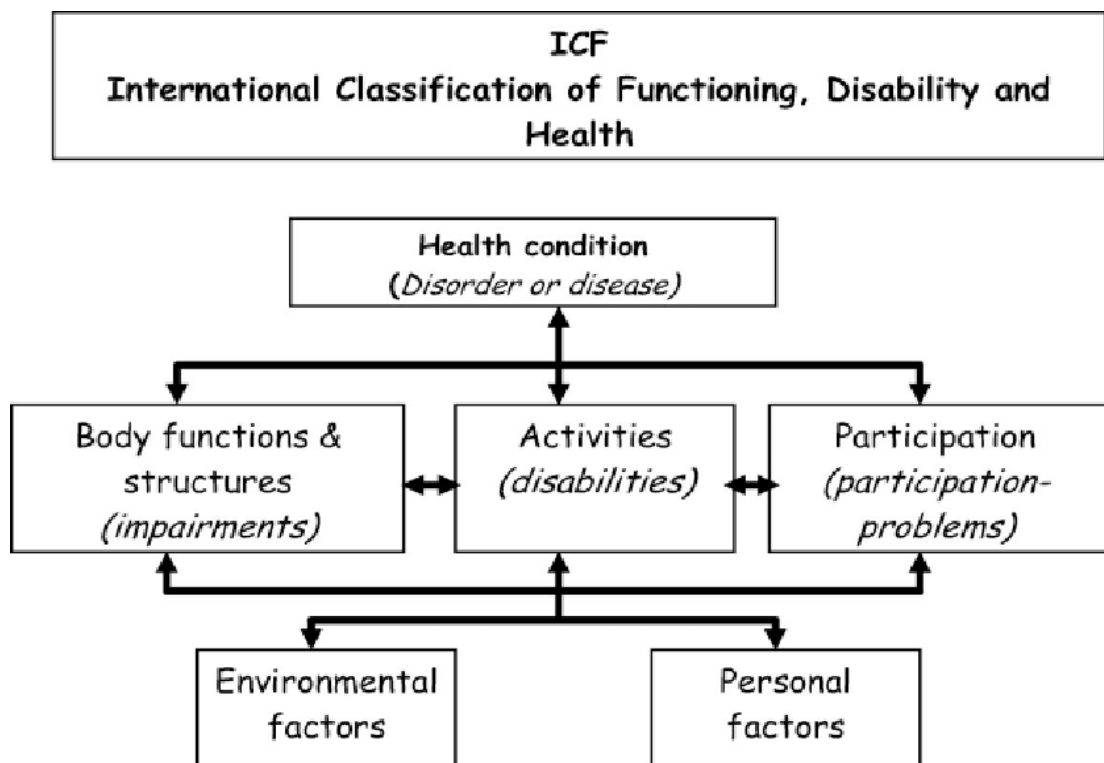 ICF
International Classification of Functioning, Disability and
Health
Health condition
(Disorder or disease)
Body functions &
structures
(impairments)
Activities
(disabilities)
Participation
(participation-
problems)
Environmental
factors
Personal
factors